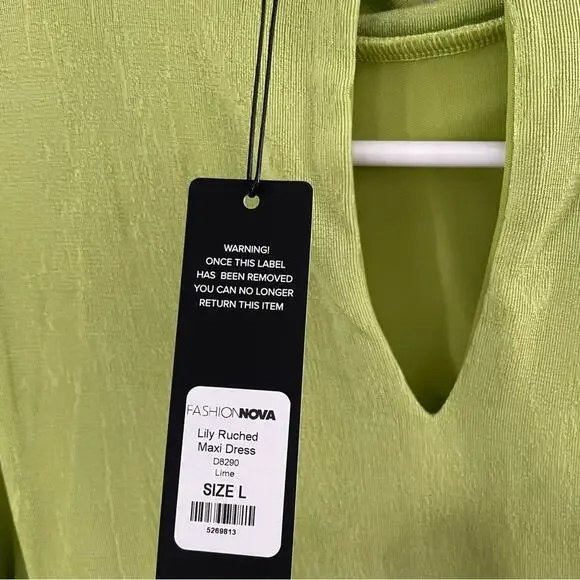 WARNING!
ONCE THIS LABEL
HAS BEEN REMOVED
YOU CAN NO LONGER
RETURN THIS ITEM
FASHIONNOVA
Lily Ruched
Maxi Dress
D8290
Lime
SIZE L
5269813